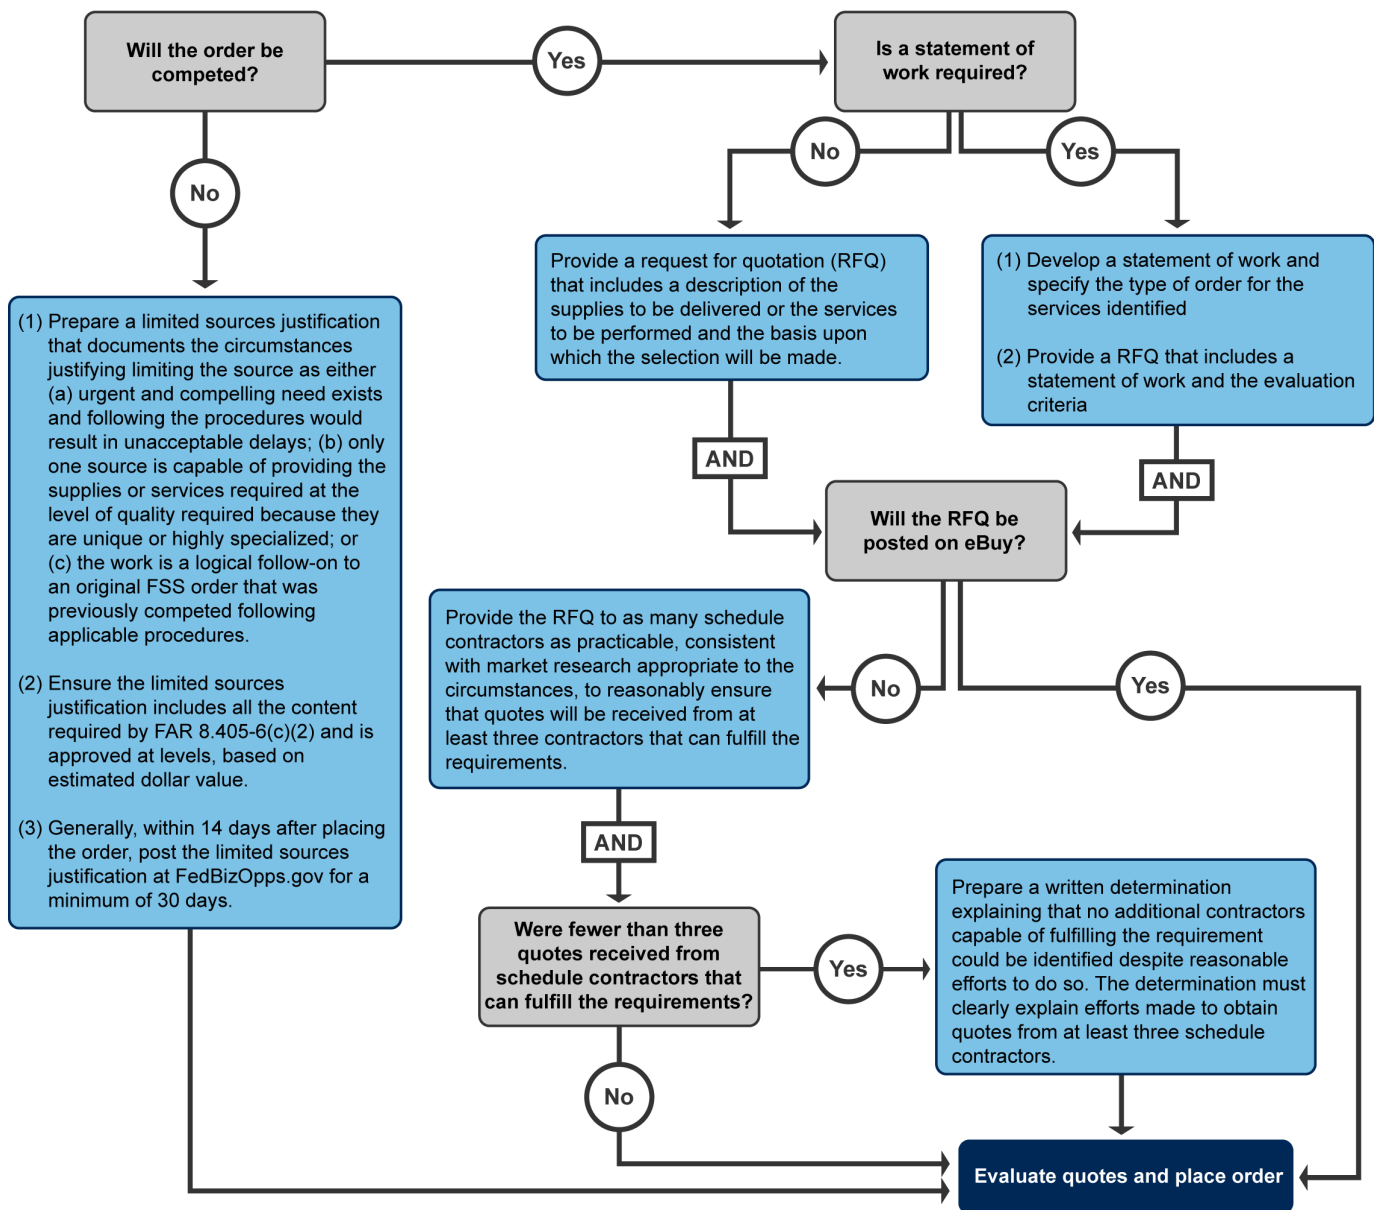 Will the order be
competed?
Yes
Is a statement of
work required?
No
No
Yes
Provide a request for quotation (RFQ)
that includes a description of the
supplies to be delivered or the services
to be performed and the basis upon
which the selection will be made.
(1) Develop a statement of work and
specify the type of order for the
services identified
(2) Provide a RFQ that includes a
statement of work and the evaluation
criteria
(1) Prepare a limited sources justification
that documents the circumstances
justifying limiting the source as either
(a) urgent and compelling need exists
and following the procedures would
result in unacceptable delays; (b) only
one source is capable of providing the
supplies or services required at the
level of quality required because they
are unique or highly specialized; or
(c) the work is a logical follow-on to
an original FSS order that was
previously competed following
applicable procedures.
(2) Ensure the limited sources
justification includes all the content
required by FAR 8.405-6(c)(2) and is
approved at levels, based on
estimated dollar value.
(3) Generally, within 14 days after placing
the order, post the limited sources
justification at FedBizOpps.gov for a
minimum of 30 days.
AND
AND
Will the RFQ be
posted on eBuy?
Provide the RFQ to as many schedule
contractors as practicable, consistent
with market research appropriate to the
circumstances, to reasonably ensure
that quotes will be received from at
least three contractors that can fulfill the
requirements.
No
Yes
AND
Were fewer than three
quotes received from
schedule contractors that
can fulfill the requirements?
Yes
Prepare a written determination
explaining that no additional contractors
capable of fulfilling the requirement
could be identified despite reasonable
efforts to do so. The determination must
clearly explain efforts made to obtain
quotes from at least three schedule
contractors.
No
Evaluate quotes and place order